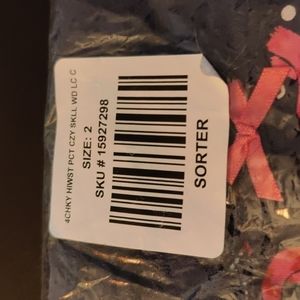 4CHKY HIWST PCT CZY SKLL WD LC C
SIZE: 2
SKU # 15927298
SORTER